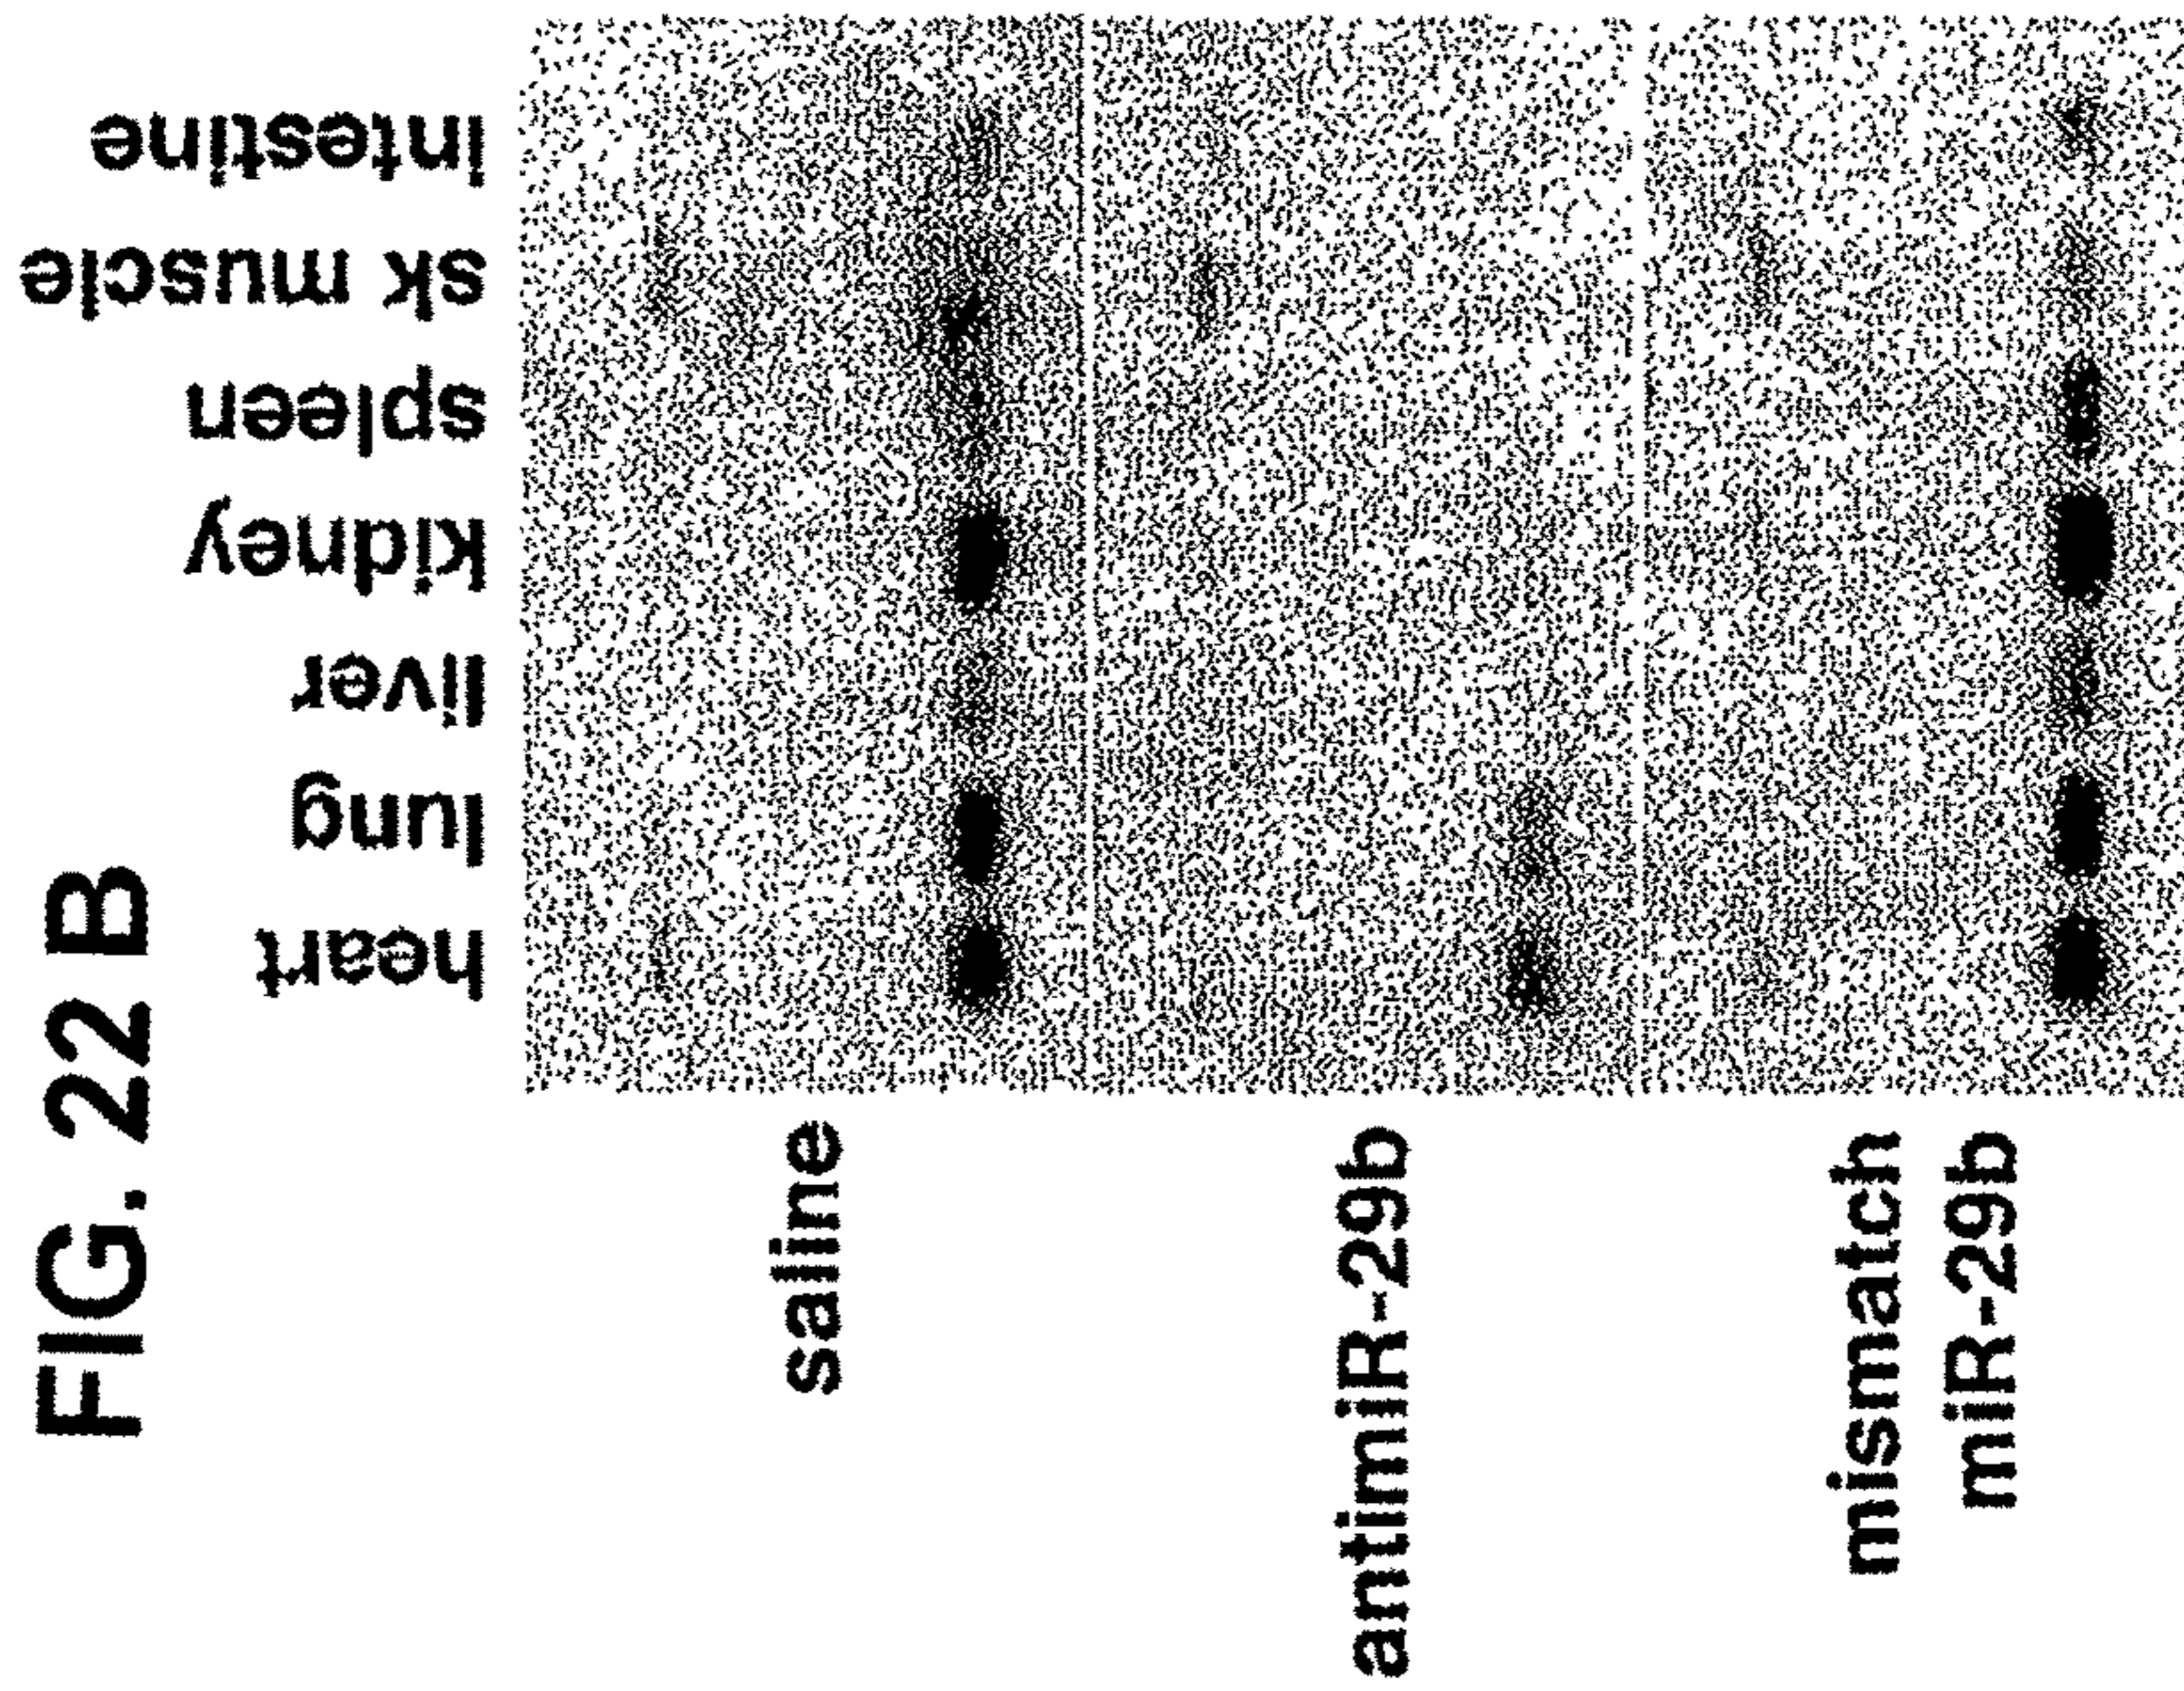 FIG. 22 B
heart
lung
liver
kidney
spleen
sk muscle
intestine
saline
antimiR-29b
mismatch
miR-29b